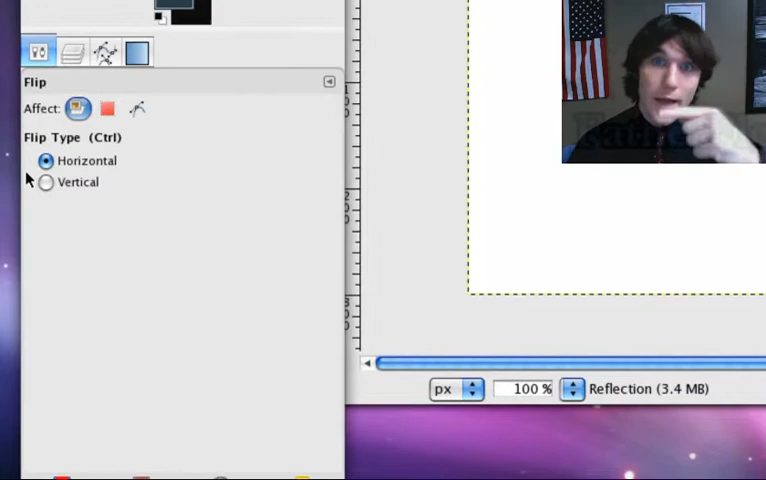 Flip
Affect:
Flip Type (Ctrl)
Horizontal
Vertical
px
100 %
Reflection (3.4 MB)